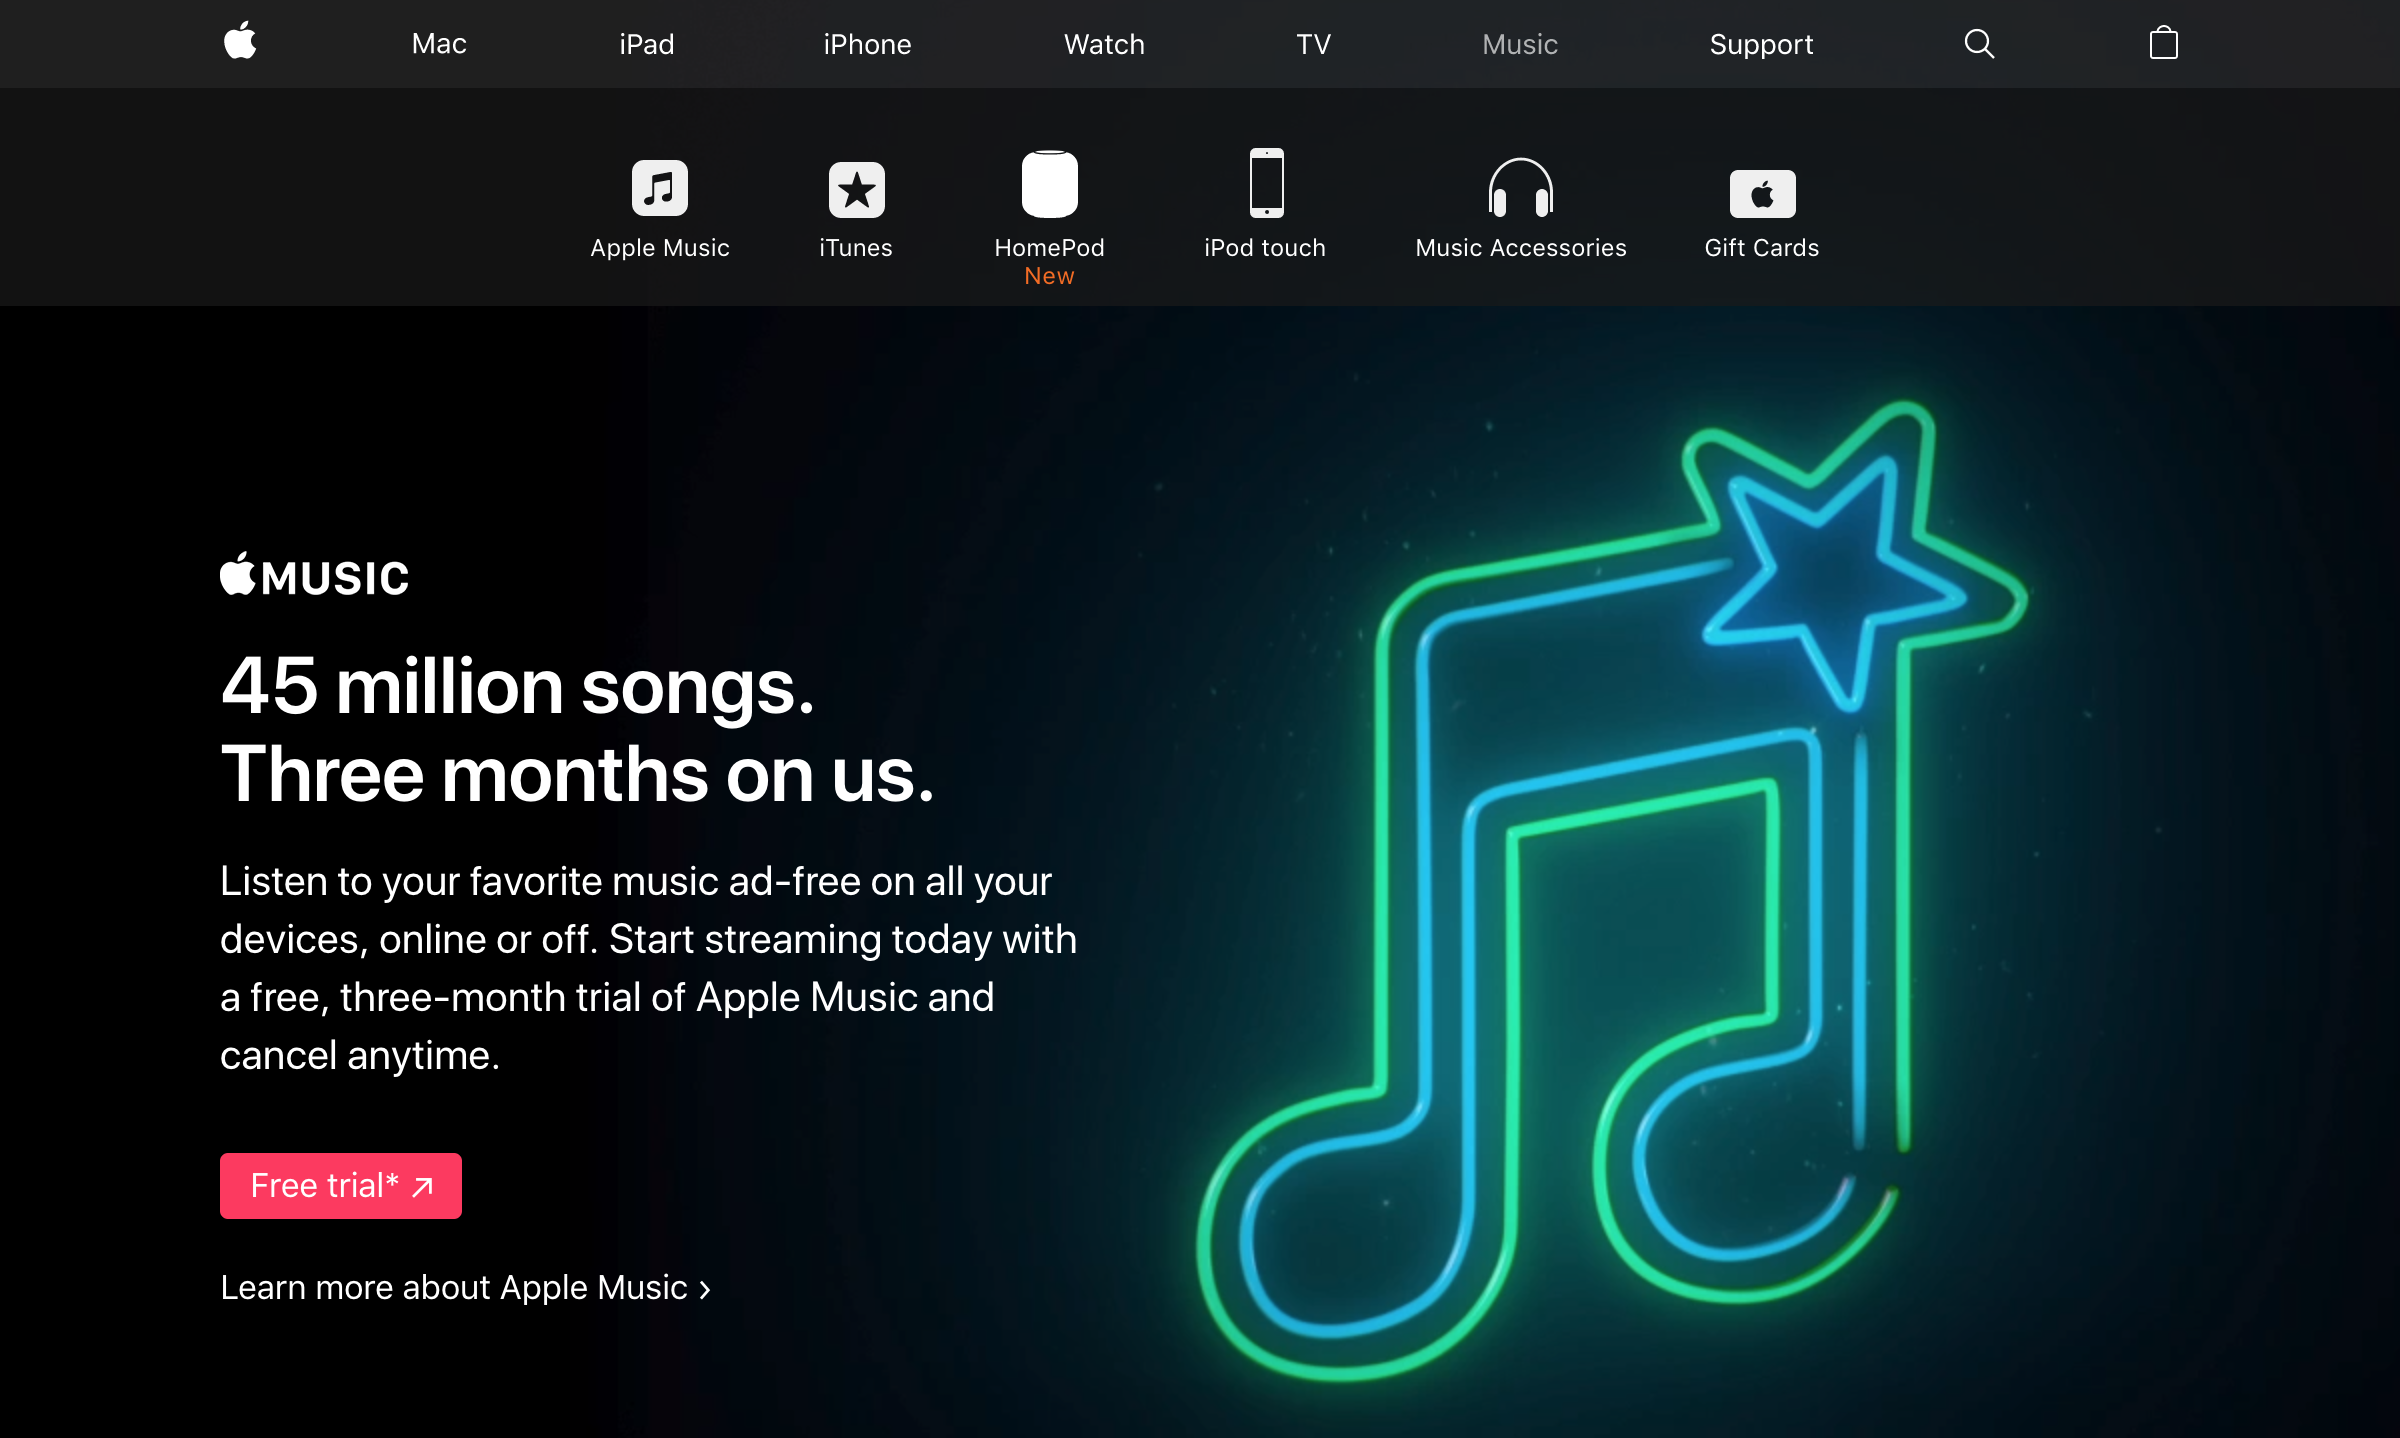 Mac iPad iPhone Watch TV Music Support
Apple Music iTunes HomePod iPod touch Music Accessories Gift Cards
New
MUSIC
45 million songs.
Three months on us.
Listen to your favorite music ad-free on all your
devices, online or off. Start streaming today with
a free, three-month trial of Apple Music and
cancel anytime.
Free trial* ↗
Learn more about Apple Music ›